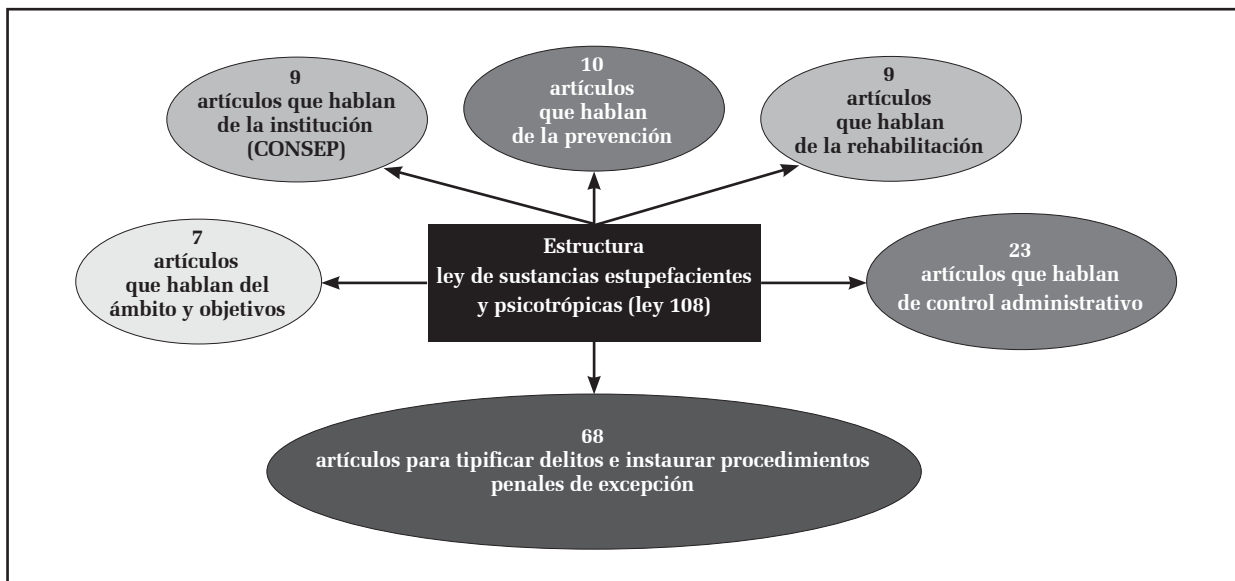 9
artículos que hablan
de la institución
(CONSEP)
10
artículos
que hablan
de la prevención
9
artículos
que hablan
de la rehabilitación
7
artículos
que hablan del
ámbito y objetivos
Estructura
ley de sustancias estupefacientes
y psicotrópicas (ley 108)
23
artículos que hablan
de control administrativo
68
artículos para tipificar delitos e instaurar procedimientos
penales de excepción